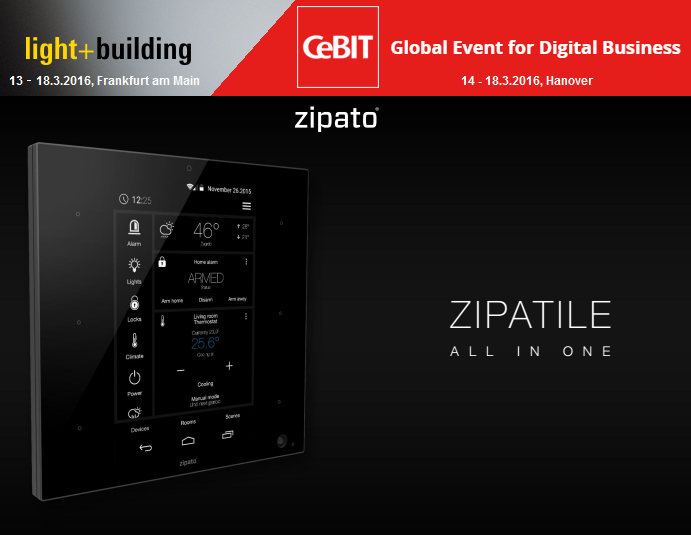 light+building
13 - 18.3.2016, Frankfurt am Main
CeBIT
Global Event for Digital Business
14 - 18.3.2016, Hanover
zipato
12:25
November 26 2015
46°
Zagreb
Alarm
Home alarm
ARMED
Arm home
Disarm
Arm away
Lights
Locks
Living room
Thermostat
25,6°
Climate
Cooling
Power
Manual mode
Devices
Rooms
Scenes
zipato
ZIPATILE
ALL IN ONE